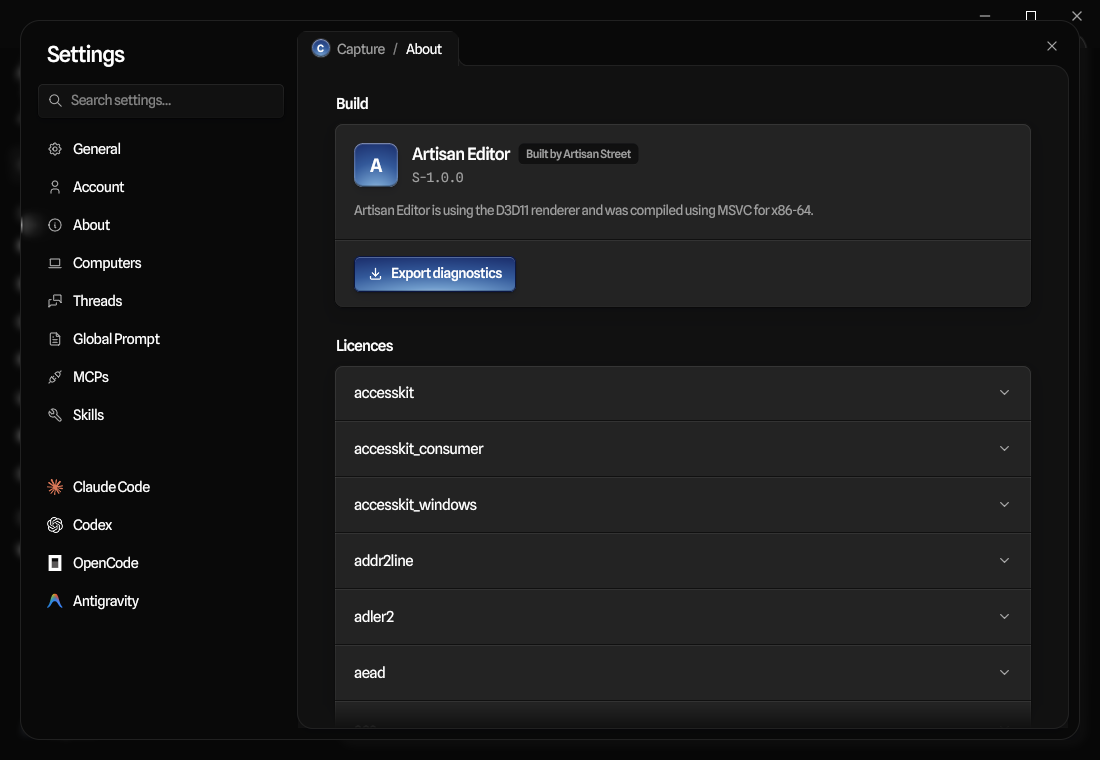 Settings
Search settings...
General
Account
About
Computers
Threads
Global Prompt
MCPs
Skills
Claude Code
Codex
OpenCode
Antigravity
C Capture / About
Build
A
Artisan Editor Built by Artisan Street
S-1.0.0
Artisan Editor is using the D3D11 renderer and was compiled using MSVC for x86-64.
Export diagnostics
Licences
accesskit
accesskit_consumer
accesskit_windows
addr2line
adler2
aead